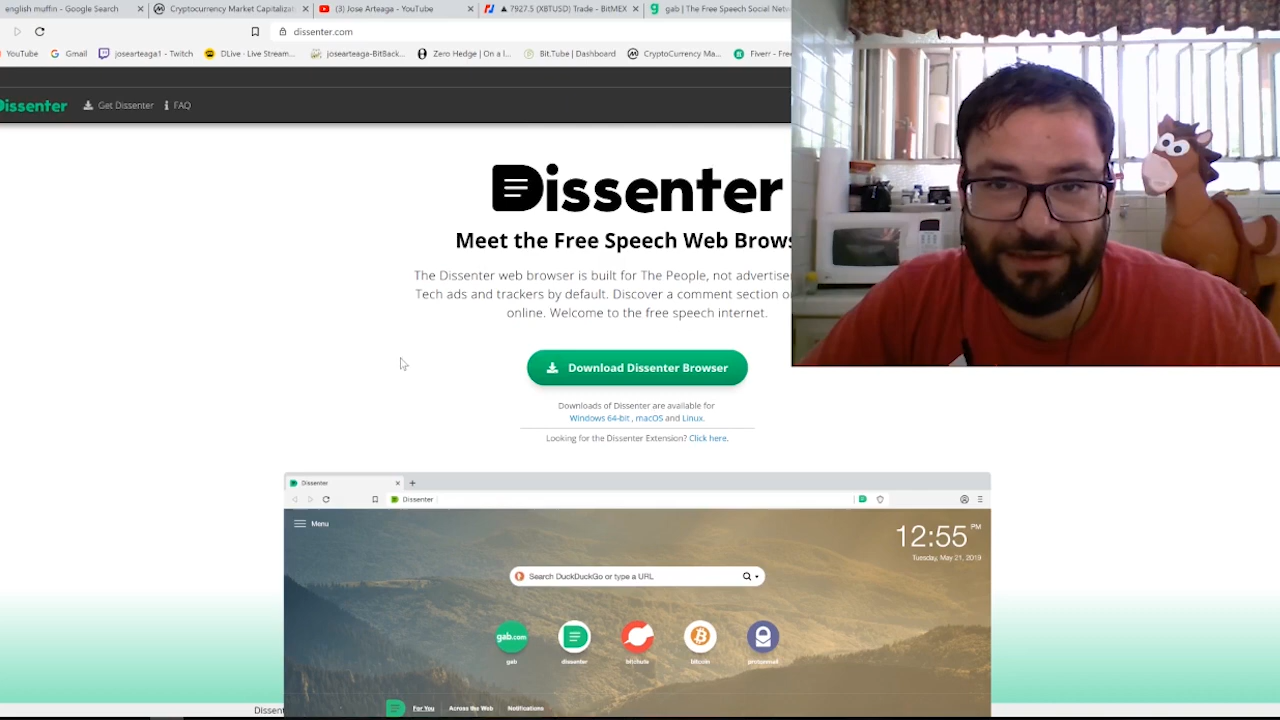 english muffin - Google Search
Cryptocurrency Market Capitalizat
(3) Jose Arteaga - YouTube
▲ 7927.5 (XBTUSD) Trade - BitMEX
gab | The Free Speech Social Netw
dissenter.com
YouTube
Gmail
josearteaga1 - Twitch
DLive · Live Stream...
josearteaga-BitBack...
Zero Hedge | On a l...
Bit.Tube | Dashboard
CryptoCurrency Ma...
Fiverr - Free
Dissenter
Get Dissenter
FAQ
Dissenter
Meet the Free Speech Web Brows
The Dissenter web browser is built for The People, not advertise
Tech ads and trackers by default. Discover a comment section o
online. Welcome to the free speech internet.
Download Dissenter Browser
Downloads of Dissenter are available for
Windows 64-bit , macOS and Linux.
Looking for the Dissenter Extension? Click here.
Dissenter
Dissenter
Menu
12:55 PM
Tuesday, May 21, 2019
Search DuckDuckGo or type a URL
gab.com
gab
dissenter
bitchute
bitcoin
protonmail
For You
Across the Web
Notifications
Dissen